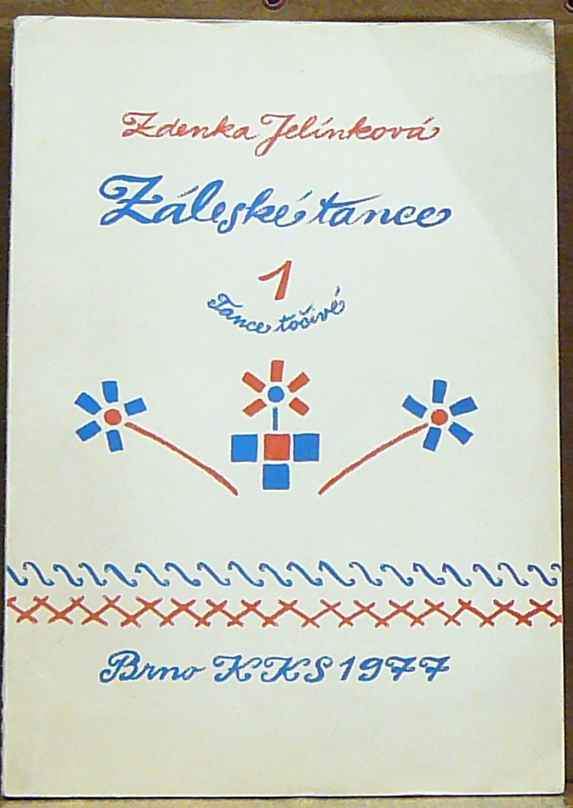 Zdenka Jelínková
Záleské tance
1
Tance točivé
Brno KKS 1977